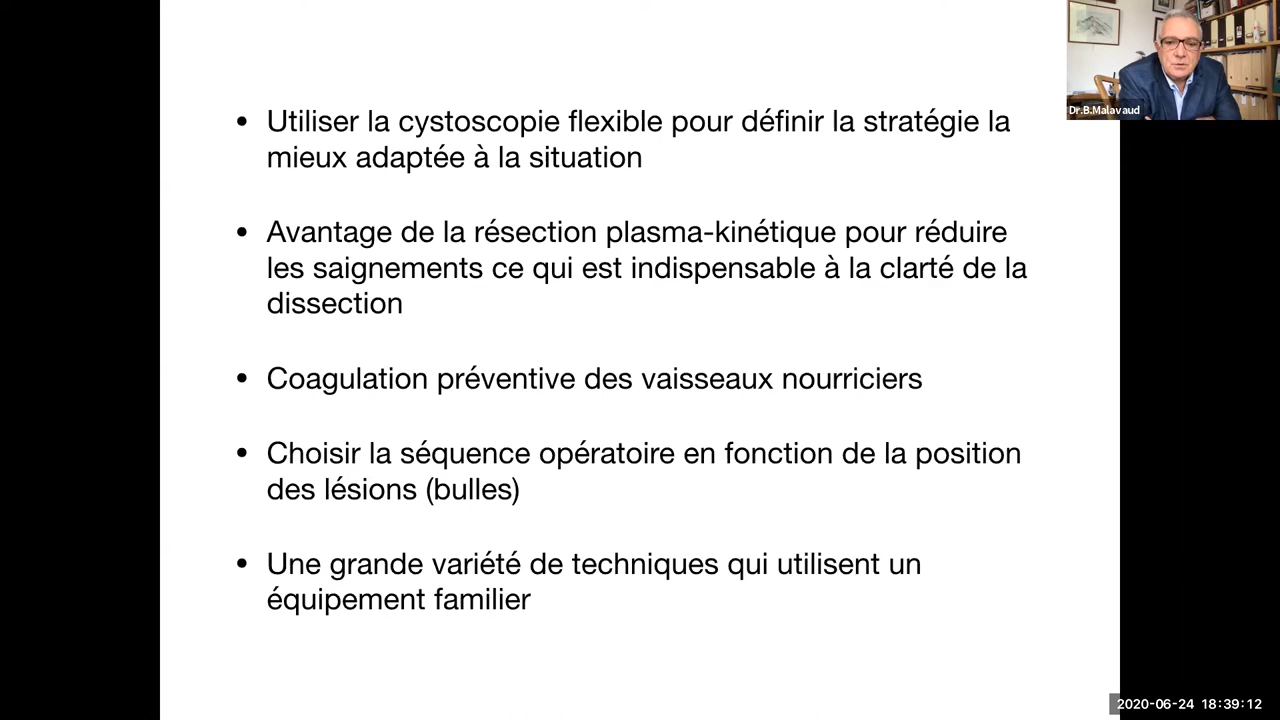 Dr.B.Malavaud
• Utiliser la cystoscopie flexible pour définir la stratégie la
mieux adaptée à la situation
• Avantage de la résection plasma-kinétique pour réduire
les saignements ce qui est indispensable à la clarté de la
dissection
• Coagulation préventive des vaisseaux nourriciers
• Choisir la séquence opératoire en fonction de la position
des lésions (bulles)
• Une grande variété de techniques qui utilisent un
équipement familier
2020-06-24 18:39:12